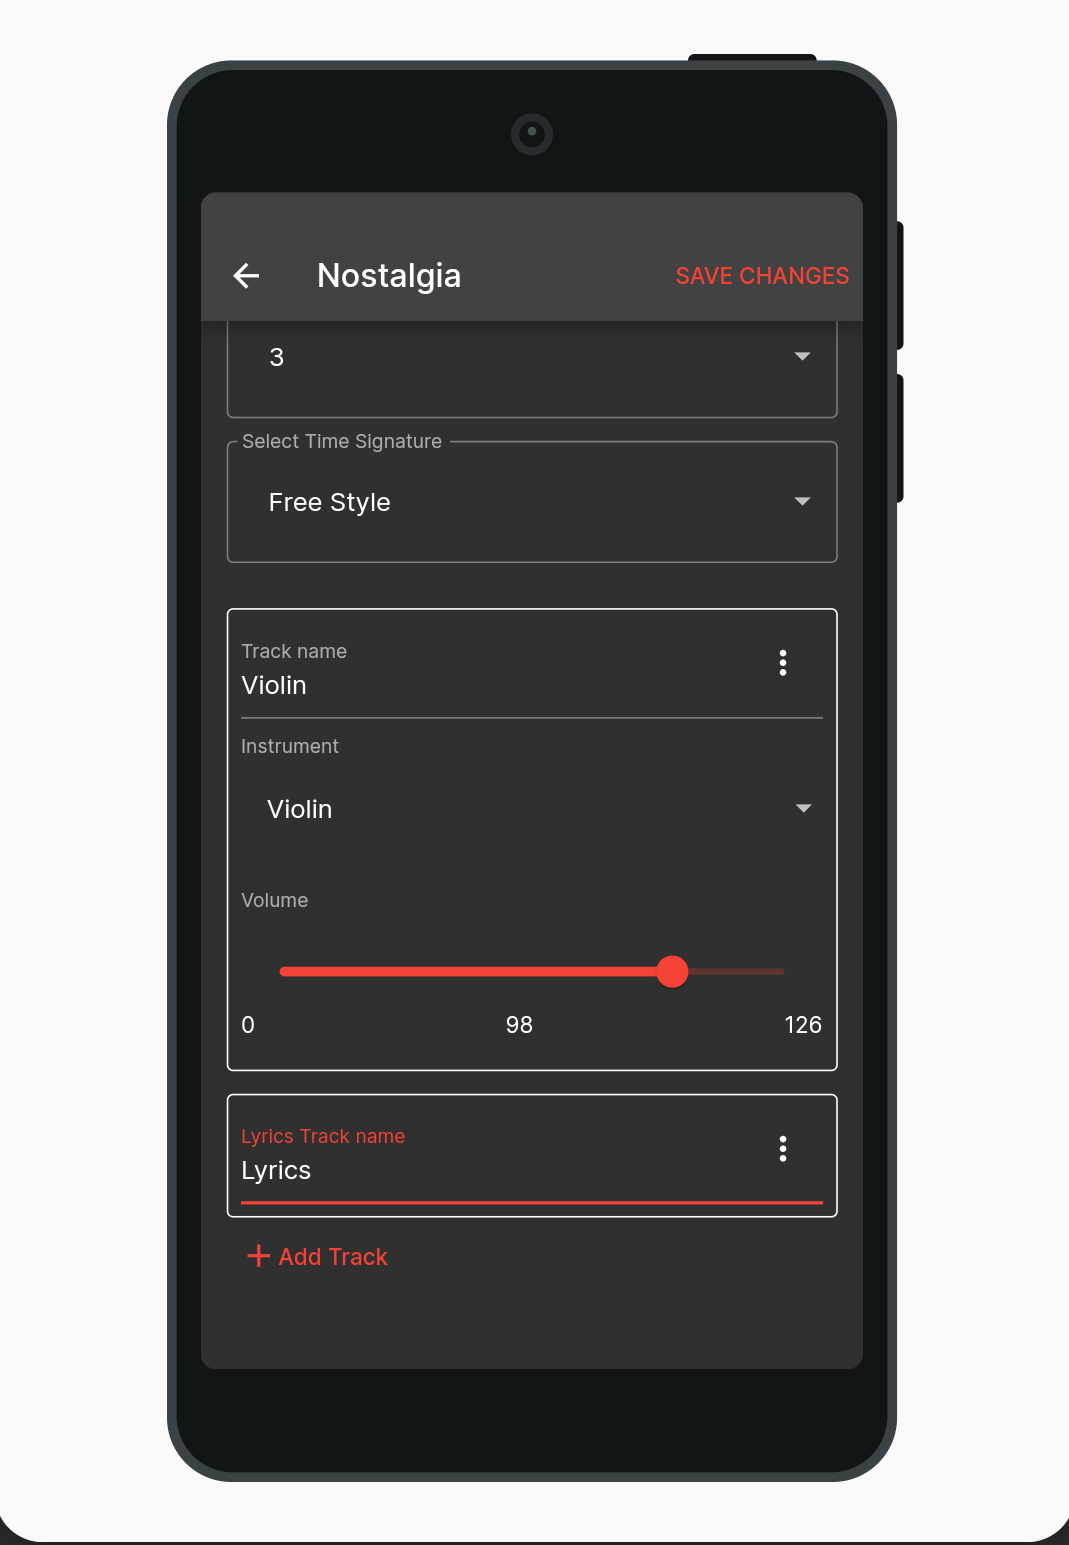 Nostalgia
SAVE CHANGES
3
Select Time Signature
Free Style
Track name
Violin
Instrument
Violin
Volume
0 98 126
Lyrics Track name
Lyrics
Add Track